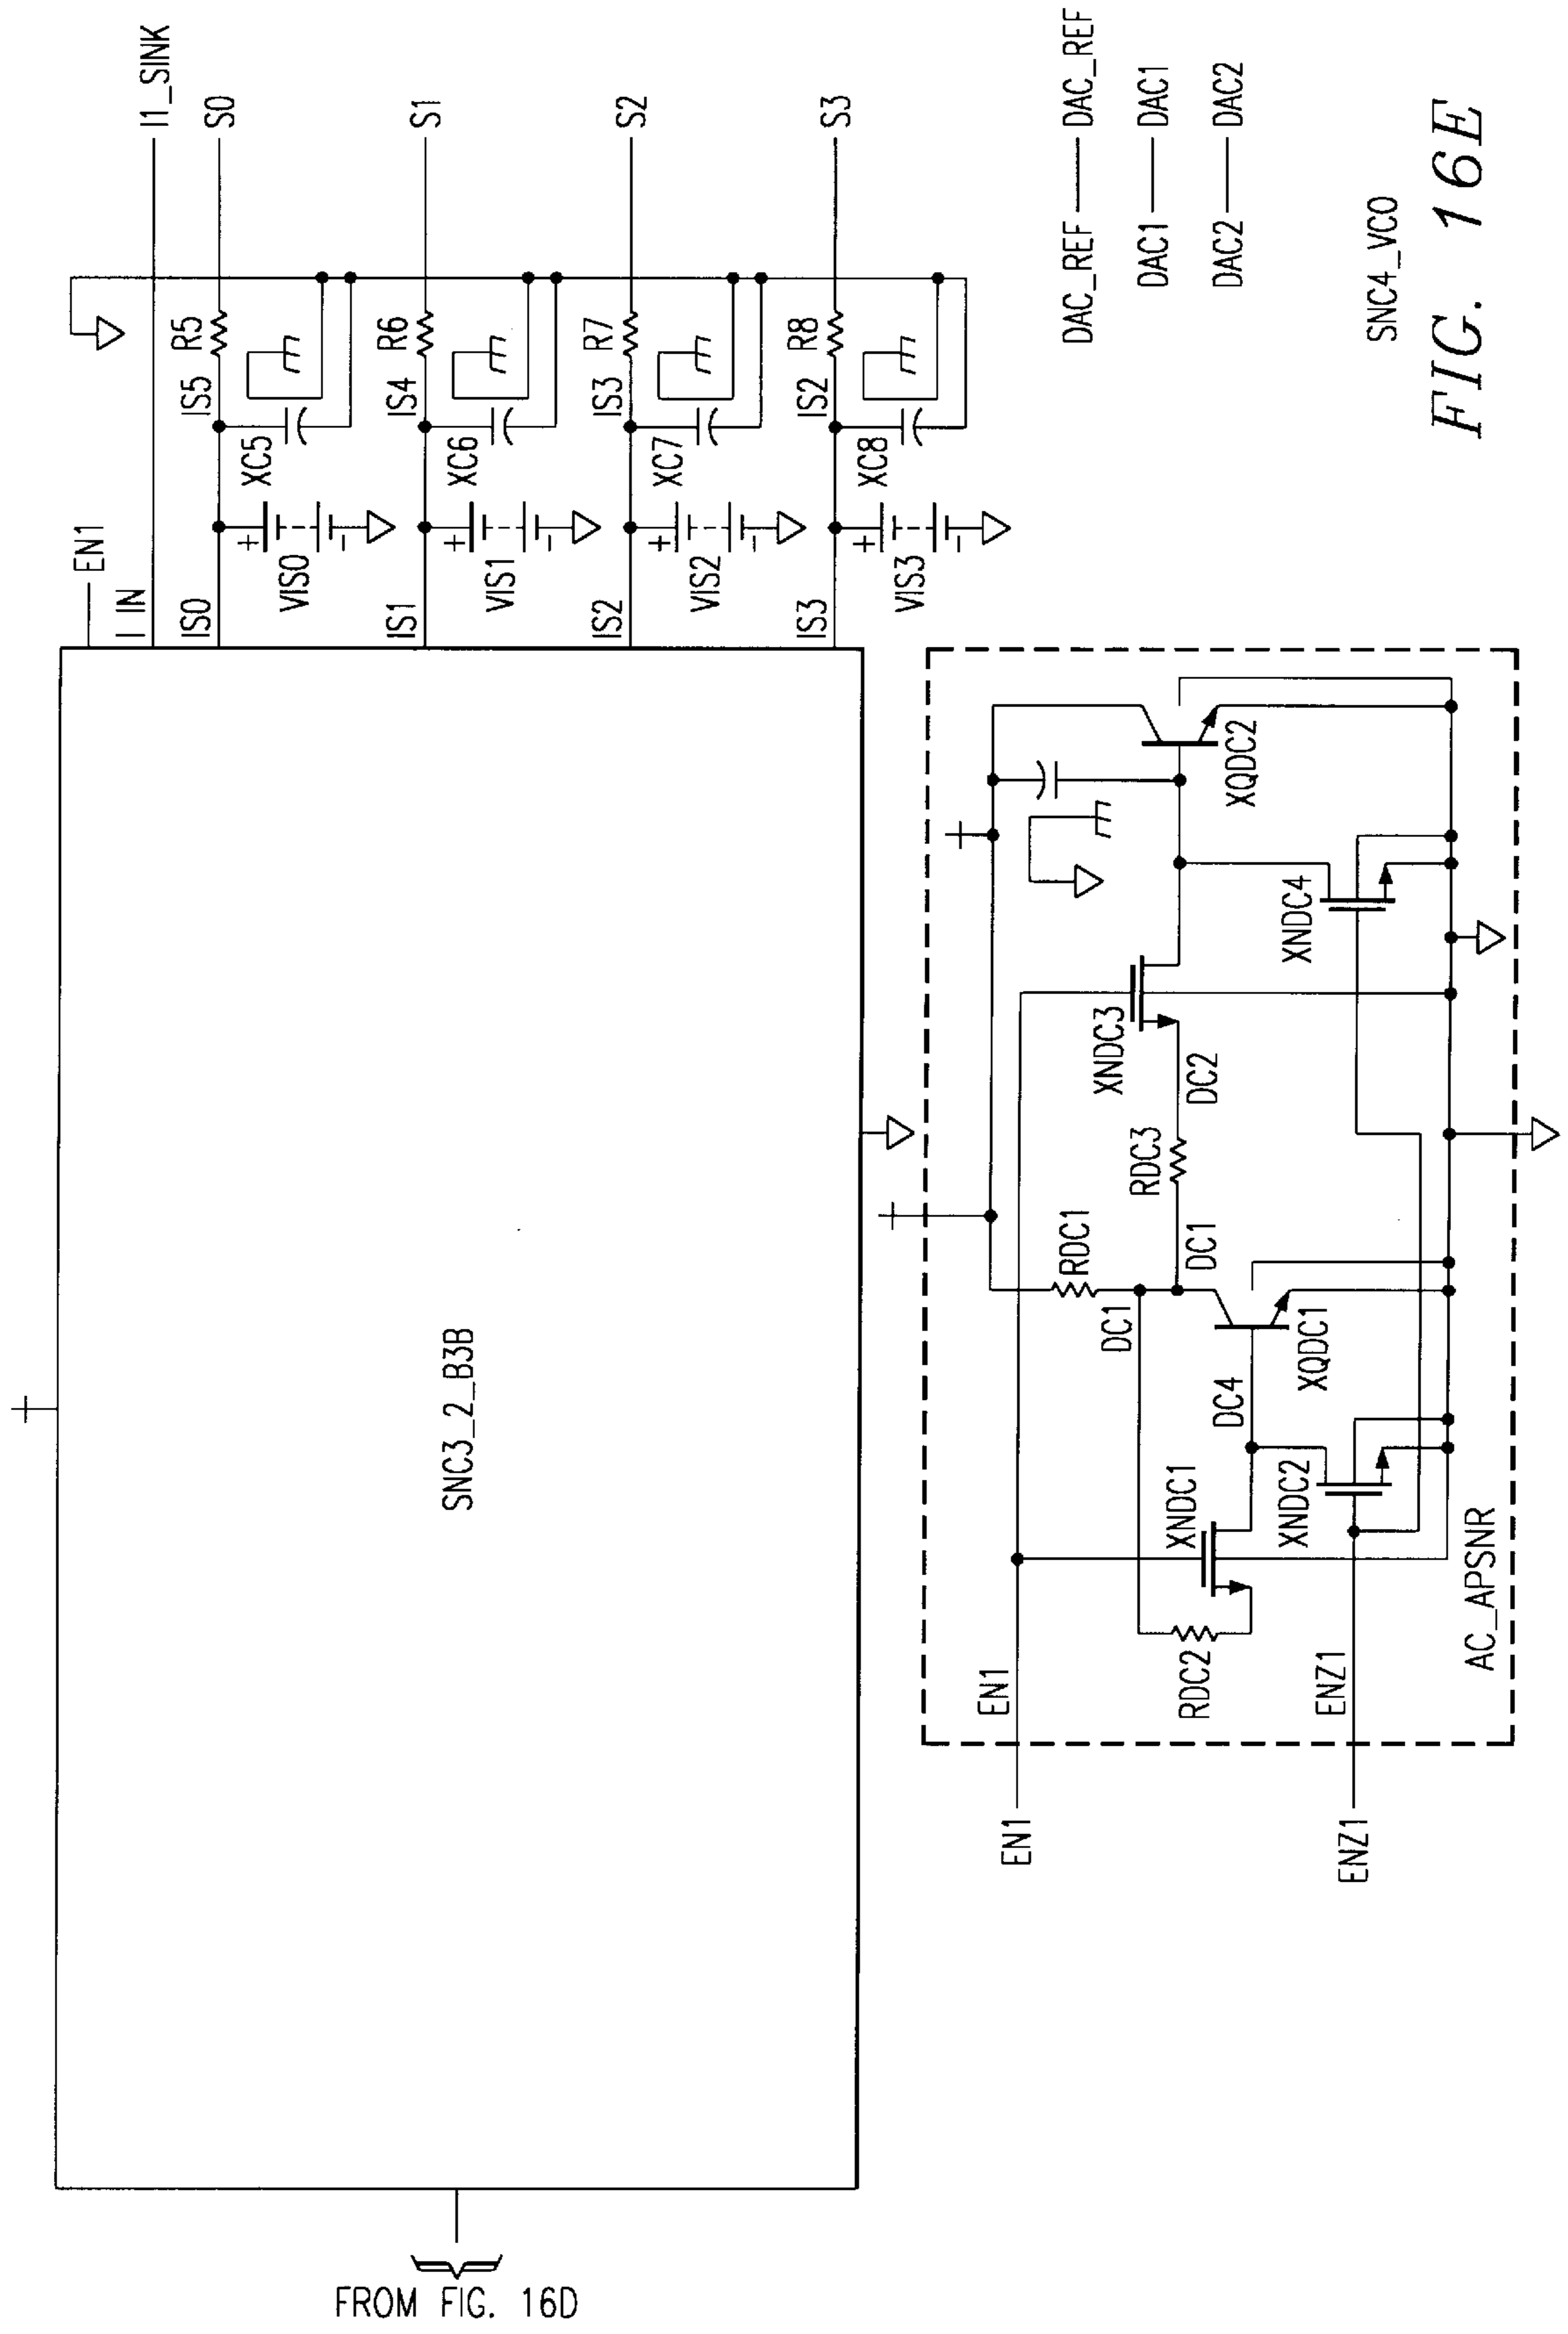 FROM FIG. 16D
SNC3_2_B3B
EN1
I_IN
I1_SINK
IS0
IS5
R5
S0
VIS0
+
-
XC5
IS1
IS4
R6
S1
VIS1
+
-
XC6
IS2
IS3
R7
S2
VIS2
+
-
XC7
IS3
IS2
R8
S3
VIS3
+
-
XC8
EN1
EN1
ENZ1
ENZ1
RDC2
XNDC1
XNDC2
DC4
DC1
RDC1
XQDC1
DC1
RDC3
DC2
XNDC3
XNDC4
XQDC2
AC_APSNR
DAC_REF DAC_REF
DAC1 DAC1
DAC2 DAC2
SNC4_VCO
FIG. 16E